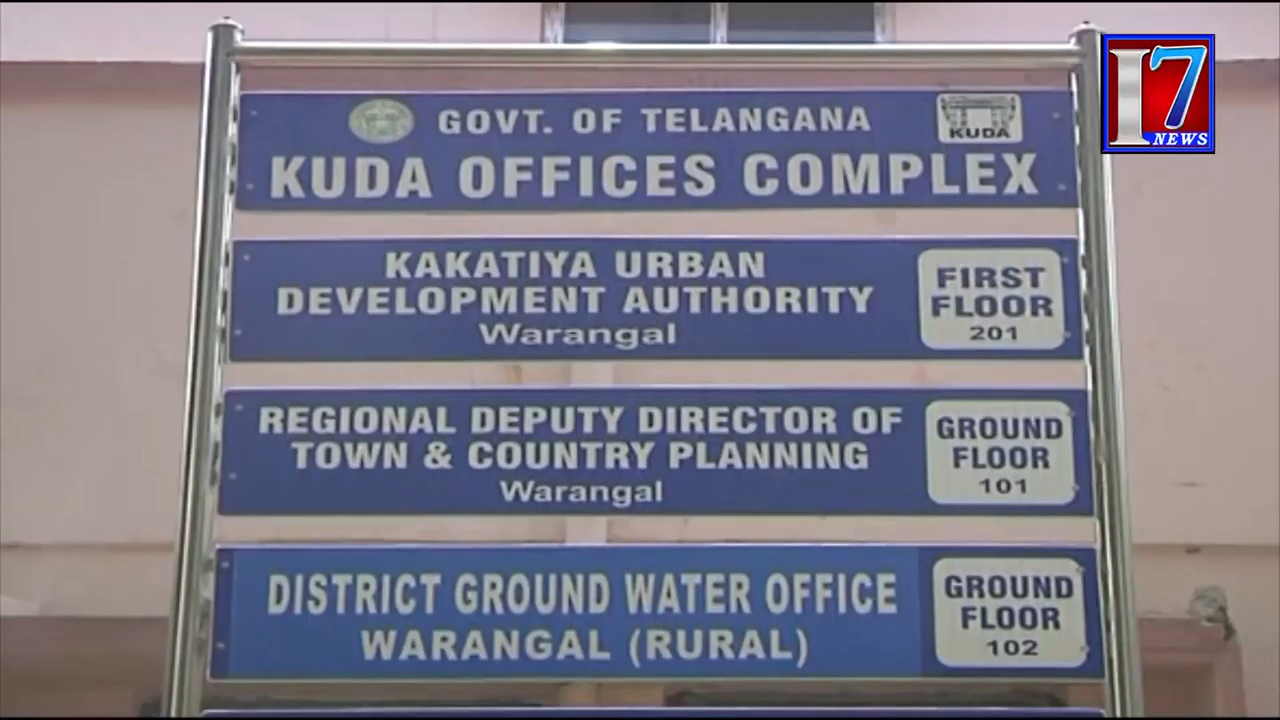 GOVT. OF TELANGANA
KUDA
KUDA OFFICES COMPLEX
KAKATIYA URBAN
DEVELOPMENT AUTHORITY
Warangal
FIRST
FLOOR
201
REGIONAL DEPUTY DIRECTOR OF
TOWN & COUNTRY PLANNING
Warangal
GROUND
FLOOR
101
DISTRICT GROUND WATER OFFICE
WARANGAL (RURAL)
GROUND
FLOOR
102
I7
NEWS